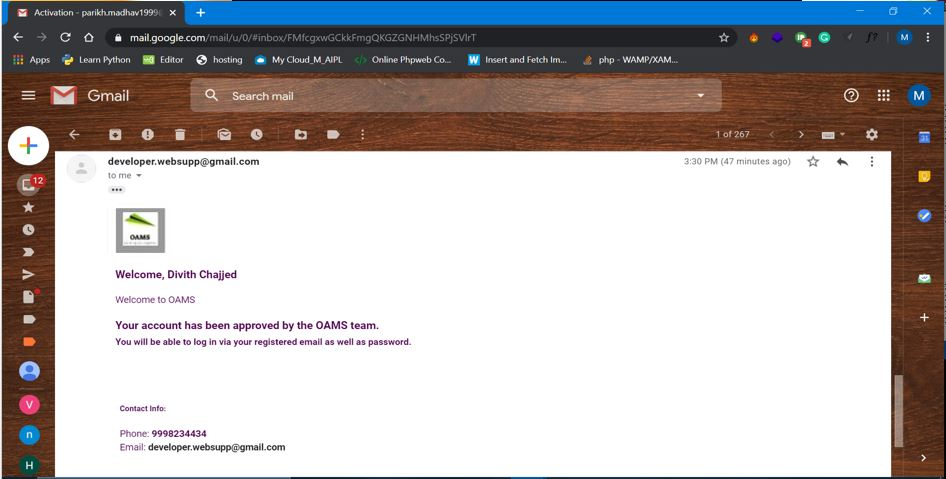 Activation - parikh.madhav1999@
mail.google.com/mail/u/0/#inbox/FMfcgxwGCkkFmgQKGZGNHMhsSPjSVlrT
Apps Learn Python Editor hosting My Cloud_M_AIPL Online Phpweb Co... Insert and Fetch Im... php - WAMP/XAM...
Gmail Search mail M
1 of 267
12
developer.websupp@gmail.com 3:30 PM (47 minutes ago)
to me
OAMS
Welcome, Divith Chajjed
Welcome to OAMS
Your account has been approved by the OAMS team.
You will be able to log in via your registered email as well as password.
Contact Info:
Phone: 9998234434
Email: developer.websupp@gmail.com
V
n
H